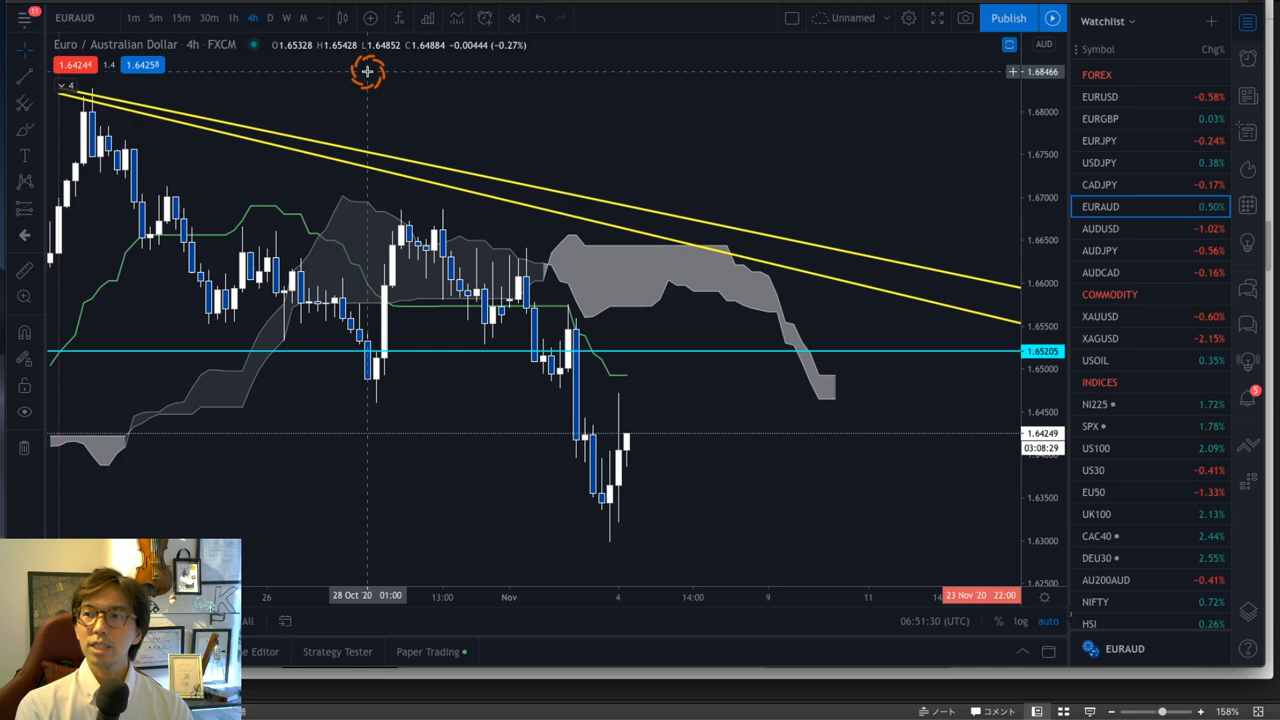 11
EURAUD 1m 5m 15m 30m 1h 4h D W M Unnamed Publish
Watchlist
Euro / Australian Dollar 4h · FXCM O1.65328 H1.65428 L1.64852 C1.64884 −0.00444 (−0.27%)
AUD
1.64244 1.4 1.64258
4
Symbol Chg%
FOREX
EURUSD −0.58%
EURGBP 0.03%
EURJPY −0.24%
USDJPY 0.38%
CADJPY −0.17%
EURAUD 0.50%
AUDUSD −1.02%
AUDJPY −0.56%
AUDCAD −0.16%
COMMODITY
XAUUSD −0.60%
XAGUSD −2.15%
USOIL 0.35%
INDICES
NI225 1.72%
SPX 1.78%
US100 2.09%
US30 −0.41%
EU50 −1.33%
UK100 2.13%
CAC40 2.44%
DEU30 2.55%
AU200AUD −0.41%
NIFTY 0.72%
HSI 0.26%
EURAUD
1.68466
1.68000
1.67500
1.67000
1.66500
1.66000
1.65500
1.65205
1.65000
1.64500
1.64249
03:08:29
1.63500
1.63000
1.62500
5
26 28 Oct '20 01:00 13:00 Nov 4 14:00 9 11 23 Nov '20 22:00
All 06:51:30 (UTC) % log auto
e Editor Strategy Tester Paper Trading
ノート コメント 158%